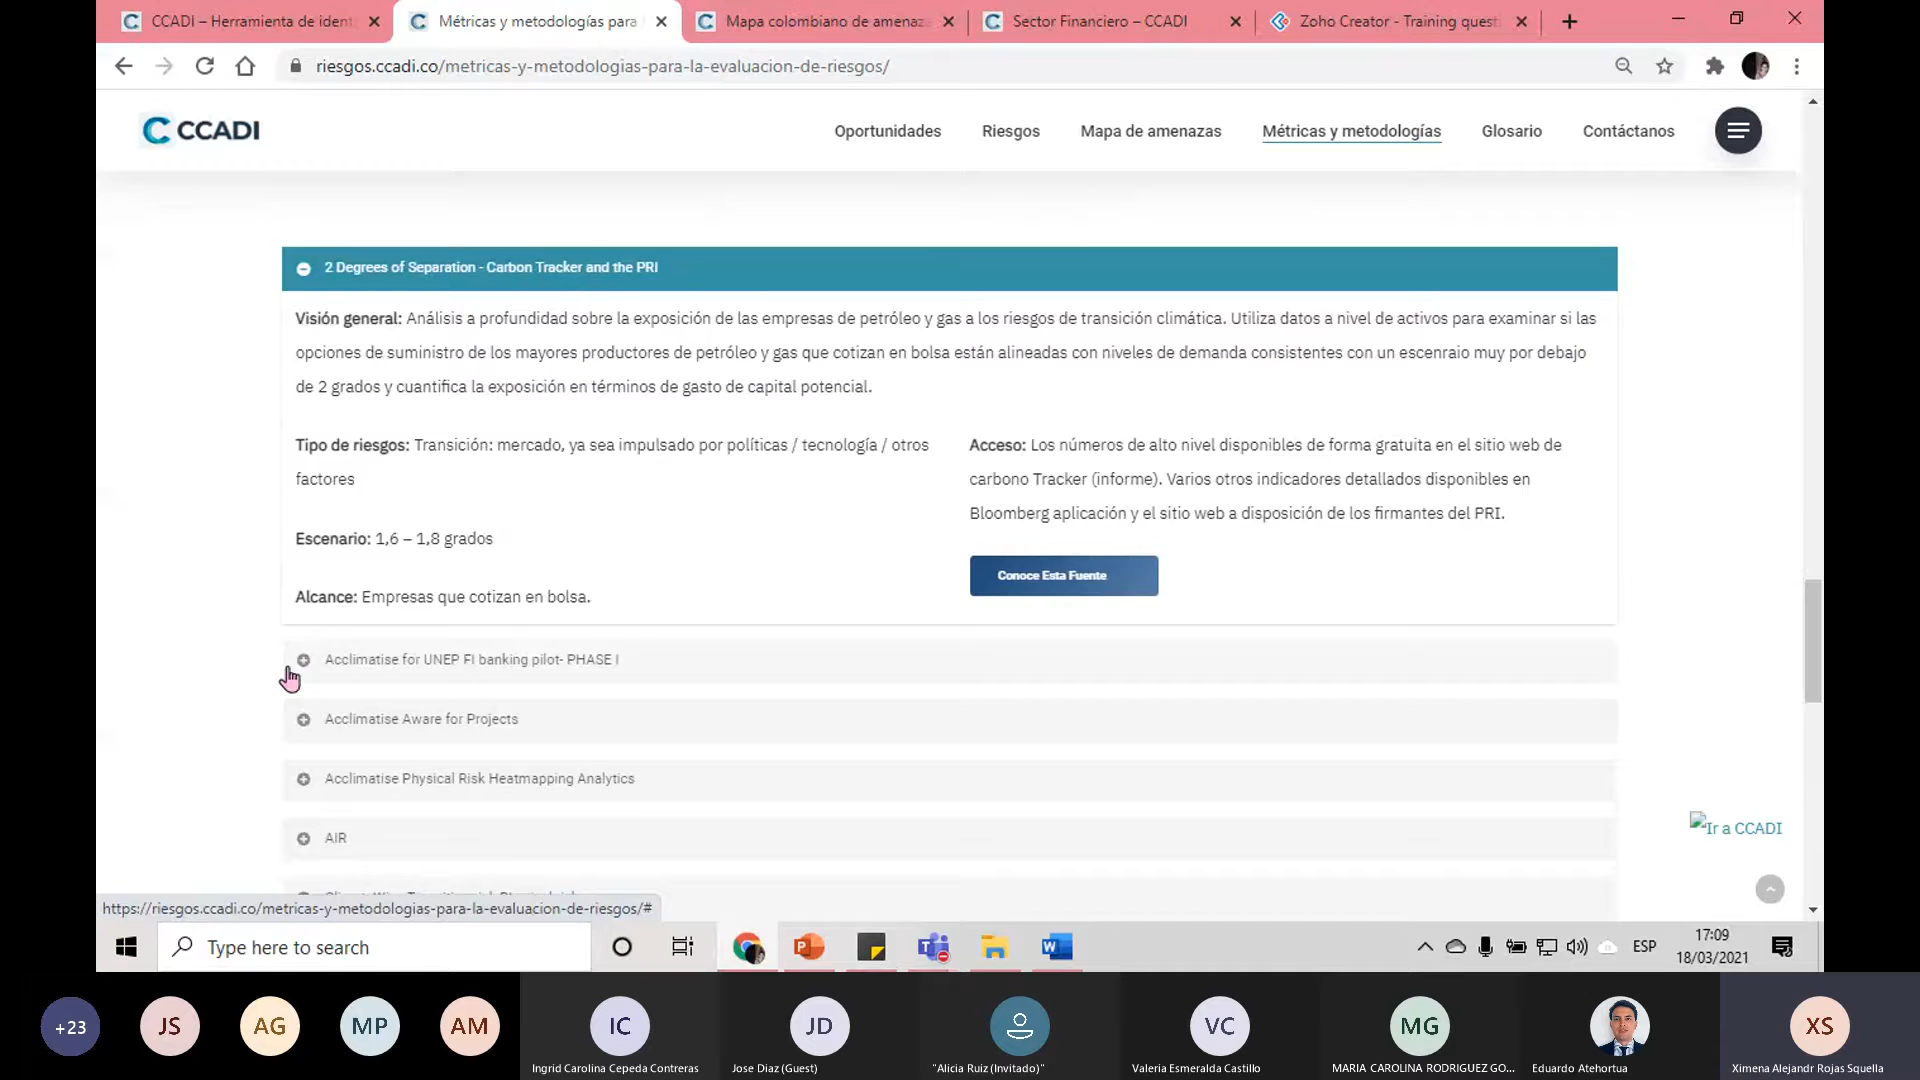 CCADI – Herramienta de ident
Métricas y metodologías para
Mapa colombiano de amenaza
Sector Financiero – CCADI
Zoho Creator - Training questi
riesgos.ccadi.co/metricas-y-metodologias-para-la-evaluacion-de-riesgos/
CCADI
Oportunidades
Riesgos
Mapa de amenazas
Métricas y metodologías
Glosario
Contáctanos
2 Degrees of Separation - Carbon Tracker and the PRI
Visión general: Análisis a profundidad sobre la exposición de las empresas de petróleo y gas a los riesgos de transición climática. Utiliza datos a nivel de activos para examinar si las
opciones de suministro de los mayores productores de petróleo y gas que cotizan en bolsa están alineadas con niveles de demanda consistentes con un escenraio muy por debajo
de 2 grados y cuantifica la exposición en términos de gasto de capital potencial.
Tipo de riesgos: Transición: mercado, ya sea impulsado por políticas / tecnología / otros
factores
Escenario: 1,6 – 1,8 grados
Alcance: Empresas que cotizan en bolsa.
Acceso: Los números de alto nivel disponibles de forma gratuita en el sitio web de
carbono Tracker (informe). Varios otros indicadores detallados disponibles en
Bloomberg aplicación y el sitio web a disposición de los firmantes del PRI.
Conoce Esta Fuente
Acclimatise for UNEP FI banking pilot- PHASE I
Acclimatise Aware for Projects
Acclimatise Physical Risk Heatmapping Analytics
AIR
Ir a CCADI
https://riesgos.ccadi.co/metricas-y-metodologias-para-la-evaluacion-de-riesgos/#
Type here to search
ESP
17:09
18/03/2021
+23
JS
AG
MP
AM
IC
JD
VC
MG
XS
Ingrid Carolina Cepeda Contreras
Jose Diaz (Guest)
"Alicia Ruiz (Invitado)"
Valeria Esmeralda Castillo
MARIA CAROLINA RODRIGUEZ GO...
Eduardo Atehortua
Ximena Alejandr Rojas Squella